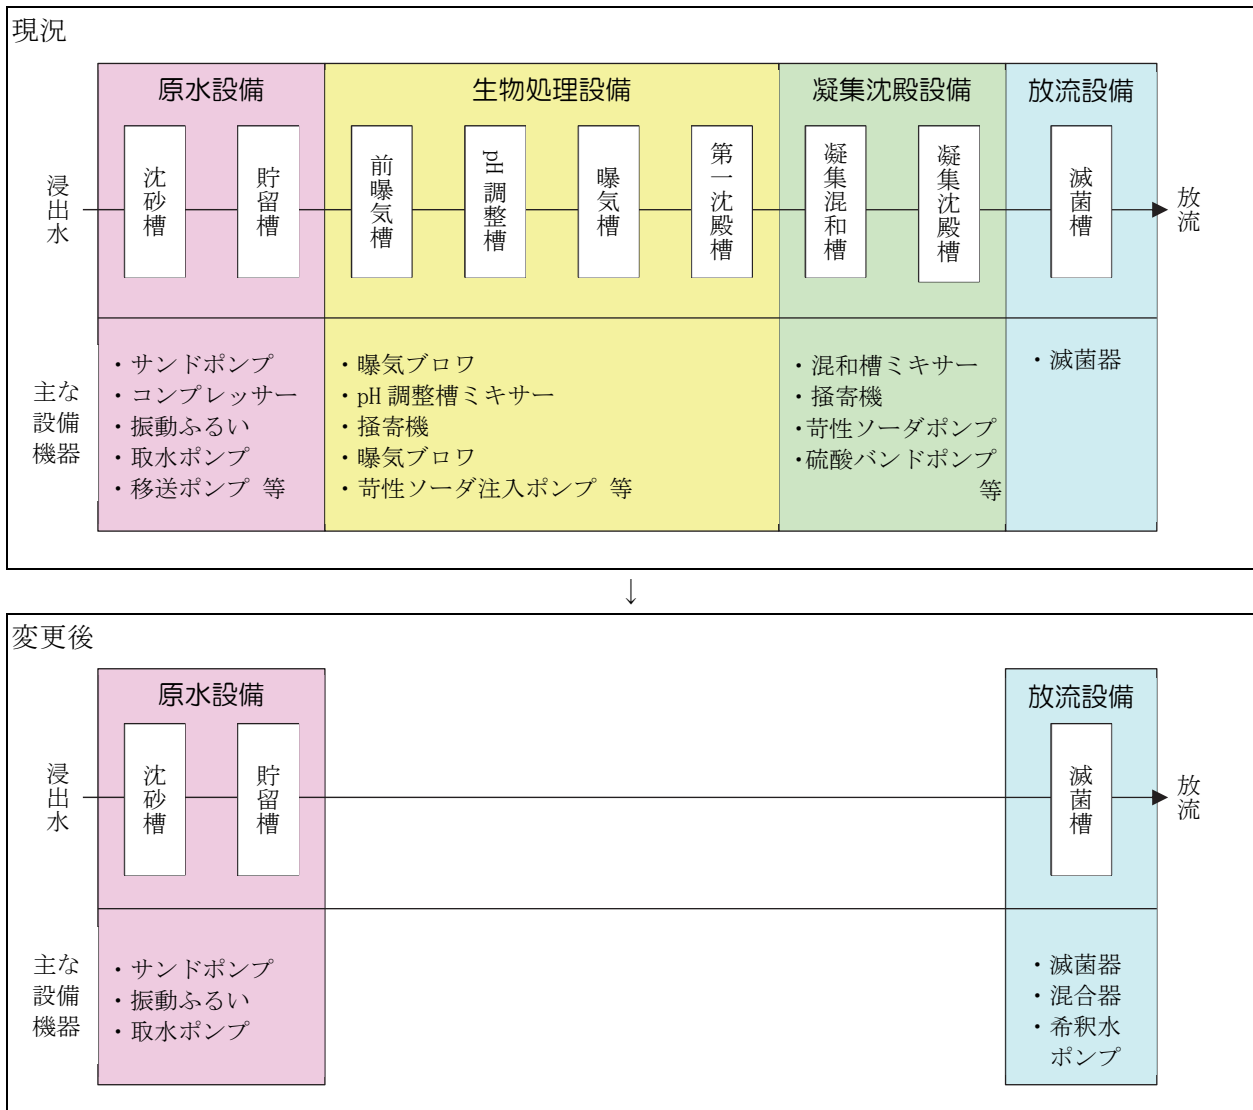 現況
原水設備
生物処理設備
凝集沈殿設備
放流設備
浸出水
沈砂槽
貯留槽
前曝気槽
pH調整槽
曝気槽
第一沈殿槽
凝集混和槽
凝集沈殿槽
滅菌槽
放流
主な
設備
機器
・サンドポンプ
・コンプレッサー
・振動ふるい
・取水ポンプ
・移送ポンプ 等
・曝気ブロワ
・pH調整槽ミキサー
・掻寄機
・曝気ブロワ
・苛性ソーダ注入ポンプ 等
・混和槽ミキサー
・掻寄機
・苛性ソーダポンプ
・硫酸バンドポンプ
等
・滅菌器
↓
変更後
原水設備
放流設備
浸出水
沈砂槽
貯留槽
滅菌槽
放流
主な
設備
機器
・サンドポンプ
・振動ふるい
・取水ポンプ
・滅菌器
・混合器
・希釈水
ポンプ